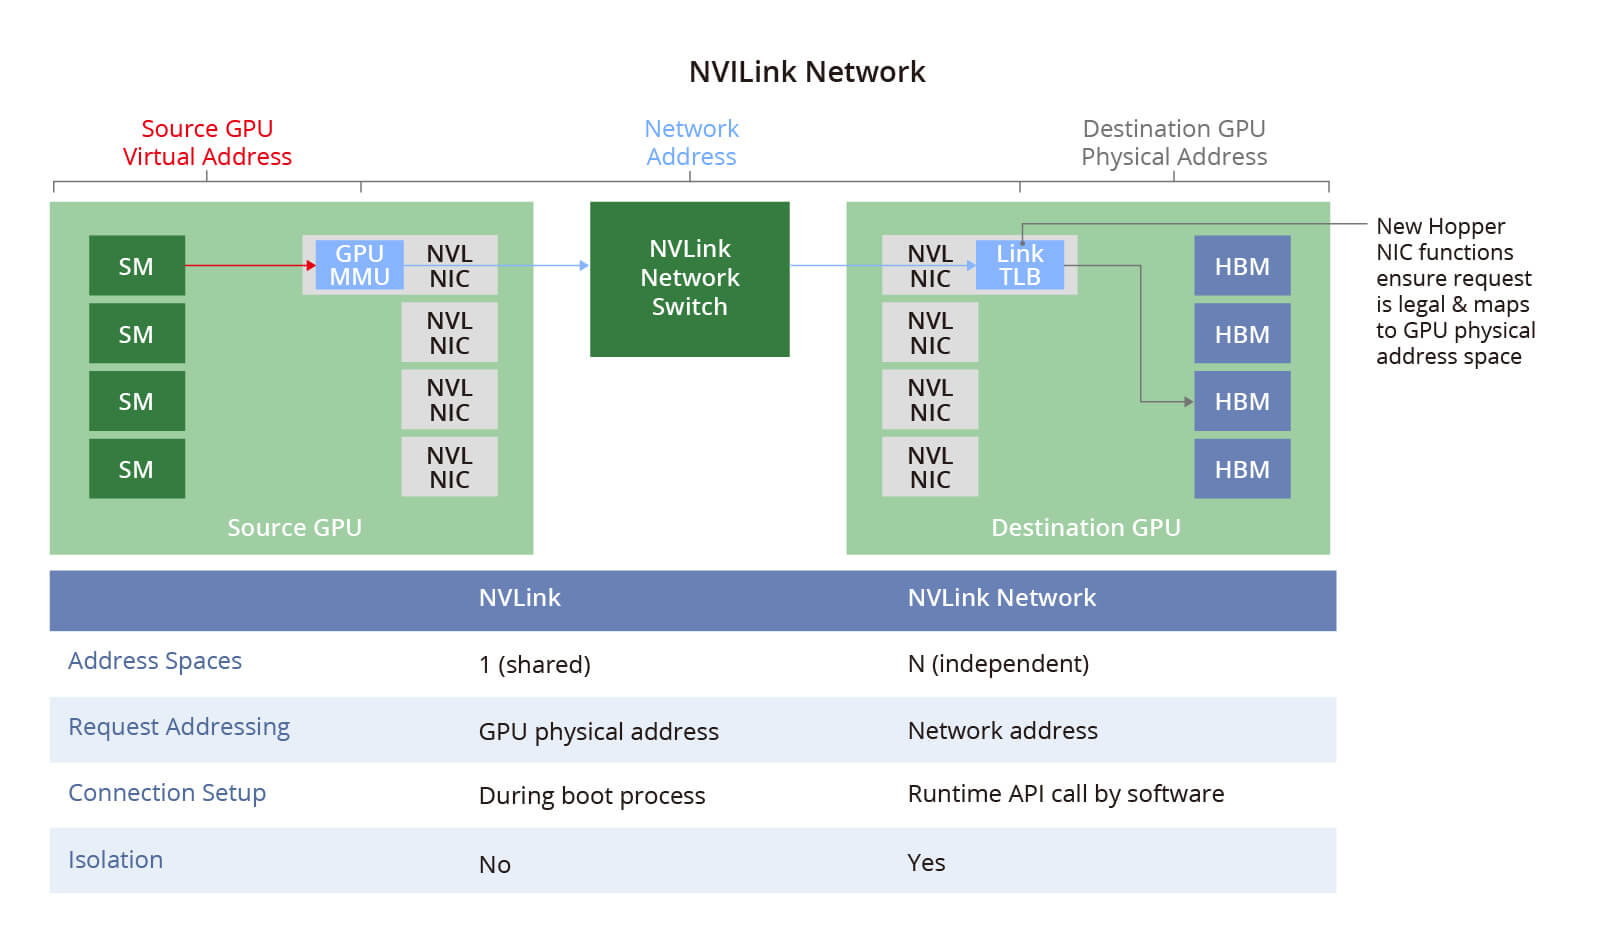 NVILink Network
Source GPU
Virtual Address
Network
Address
Destination GPU
Physical Address
SM
GPU
MMU
NVL
NIC
NVLink
Network
Switch
NVL
NIC
Link
TLB
HBM
New Hopper
NIC functions
ensure request
is legal & maps
to GPU physical
address space
SM
NVL
NIC
NVL
NIC
HBM
SM
NVL
NIC
NVL
NIC
HBM
SM
NVL
NIC
NVL
NIC
HBM
Source GPU
Destination GPU
NVLink NVLink Network
Address Spaces 1 (shared) N (independent)
Request Addressing GPU physical address Network address
Connection Setup During boot process Runtime API call by software
Isolation No Yes